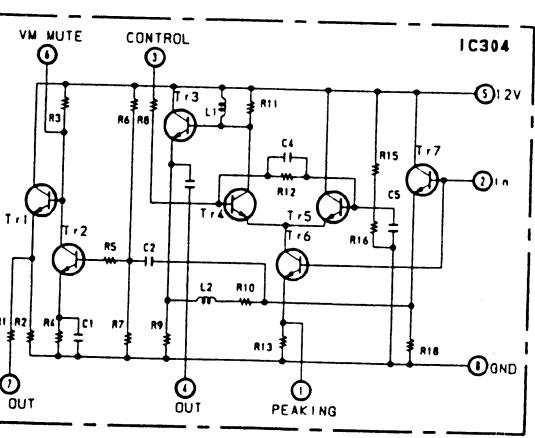 VM MUTE
CONTROL
IC304
6
3
5 12V
Tr3
L1
R11
R3
R6
R8
C4
R15
Tr7
R12
2 in
Tr1
Tr4
Tr5
C5
Tr2
Tr6
R16
R5
C2
L2
R10
R2
R4
C1
R7
R9
R13
R18
8 GND
7
OUT
4
OUT
1
PEAKING